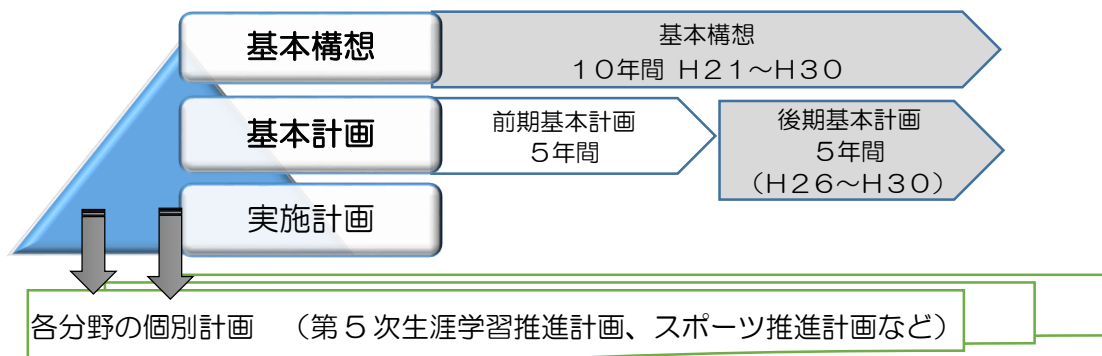 基本構想
基本構想
１０年間 Ｈ２１～Ｈ３０
基本計画
前期基本計画
５年間
後期基本計画
５年間
（Ｈ２６～Ｈ３０）
実施計画
各分野の個別計画　（第５次生涯学習推進計画、スポーツ推進計画など）